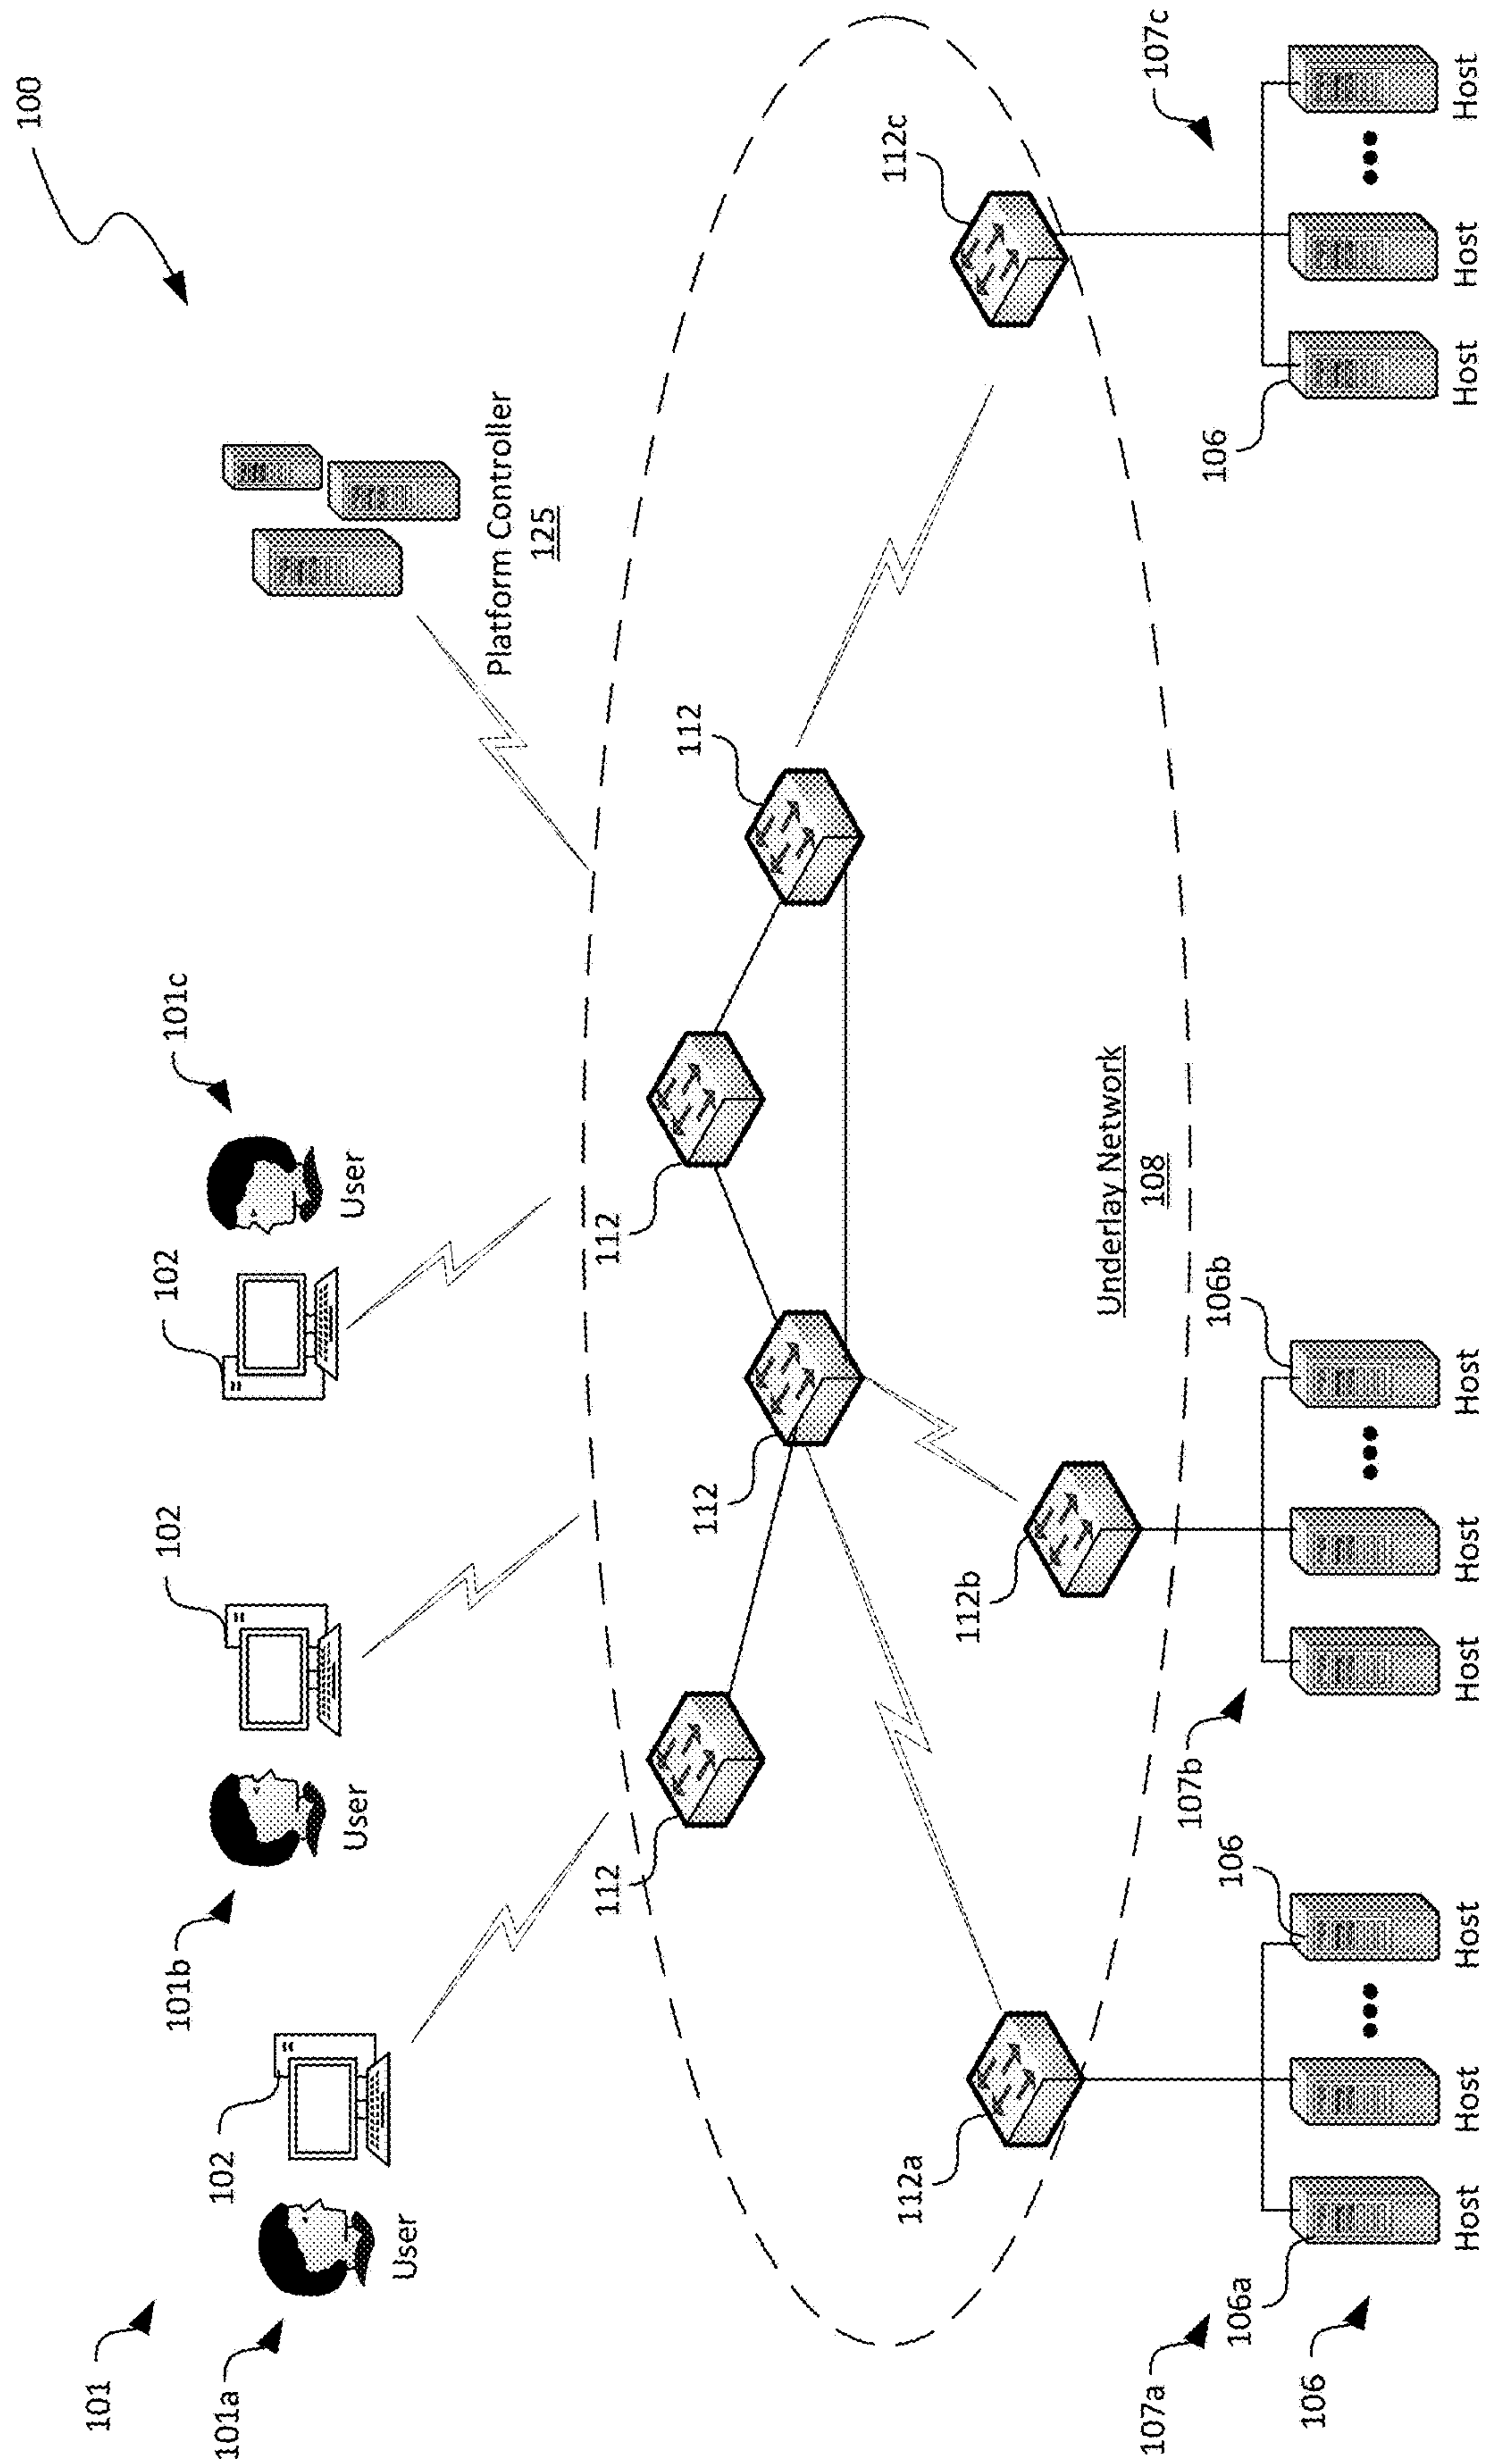 100
101
101a
User
102
101b
User
102
102
User
101c
Platform Controller
125
112
112
112
112
112a
112b
112c
Underlay Network
108
107a
106a
106
106
Host
Host
Host
107b
106b
Host
Host
Host
107c
106
Host
Host
Host